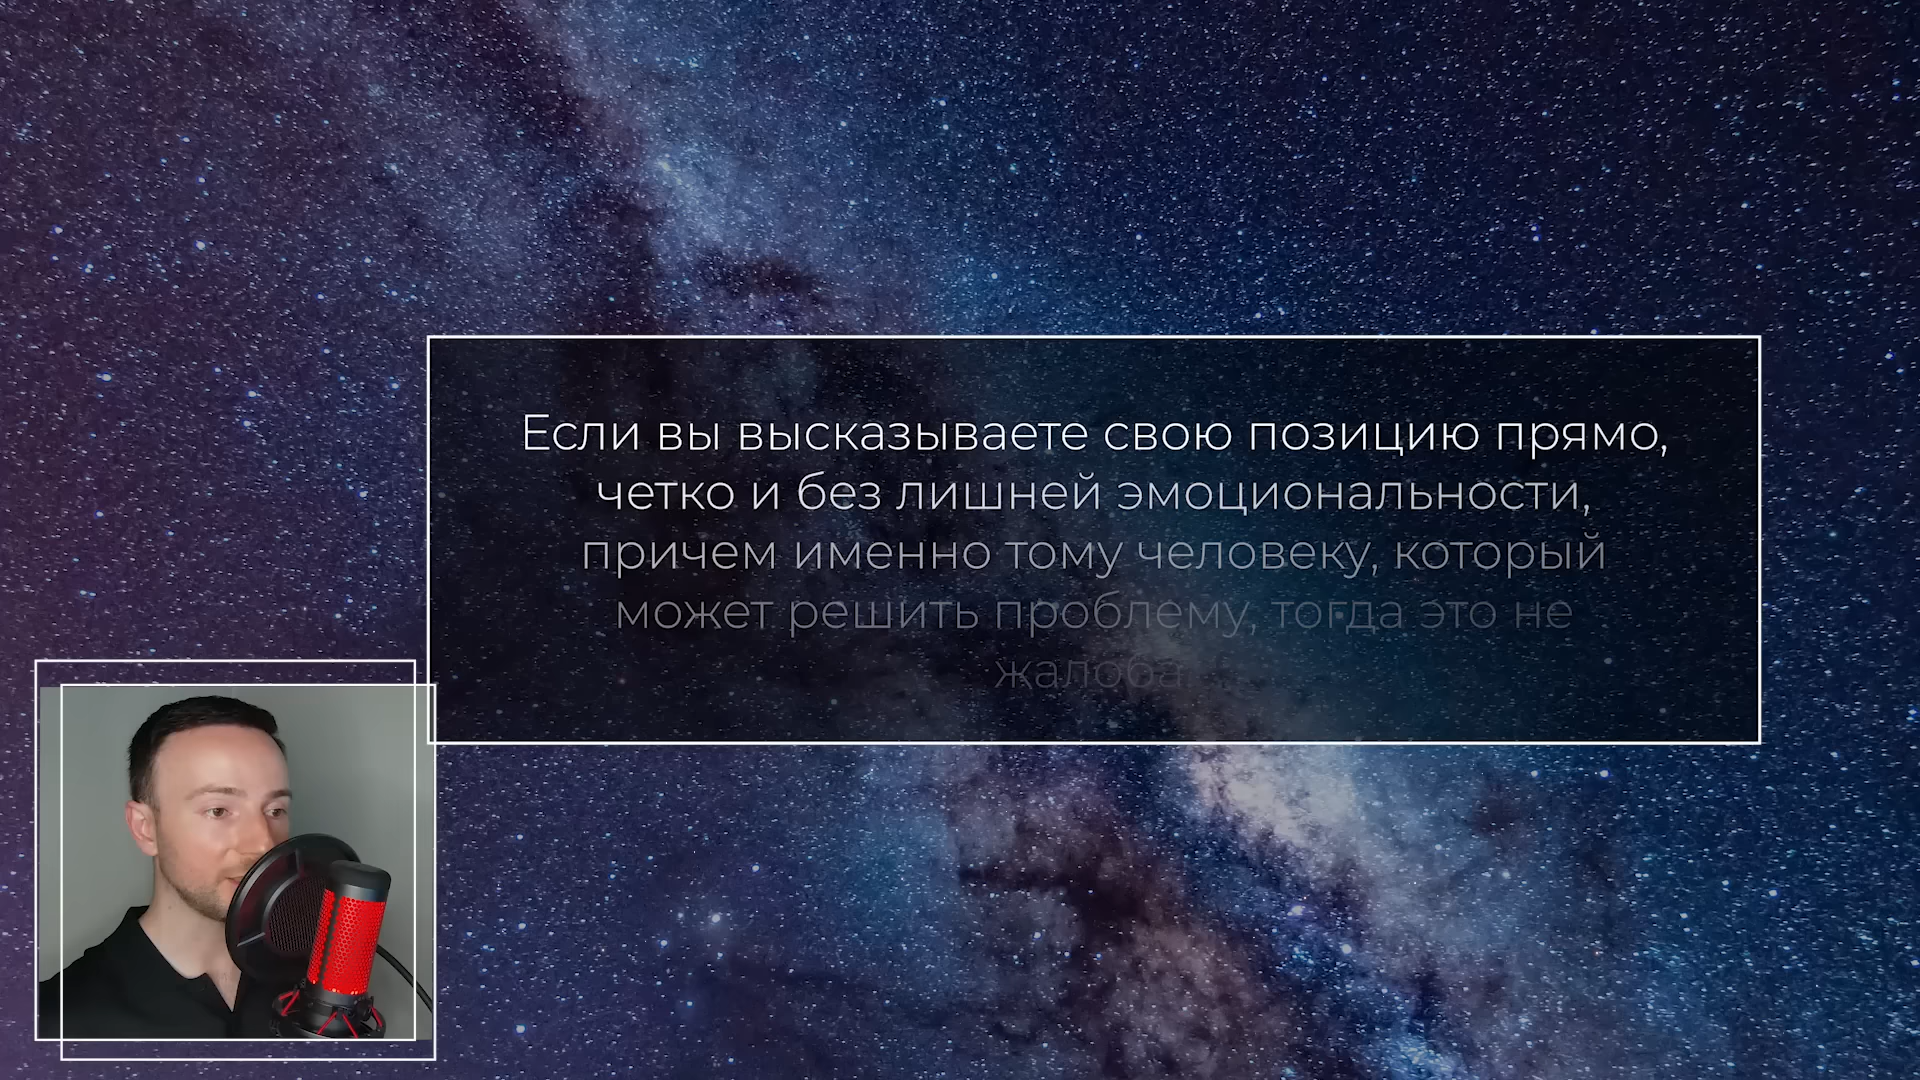 Если вы высказываете свою позицию прямо,
четко и без лишней эмоциональности,
причем именно тому человеку, который
может решить проблему, тогда это не
жалоба